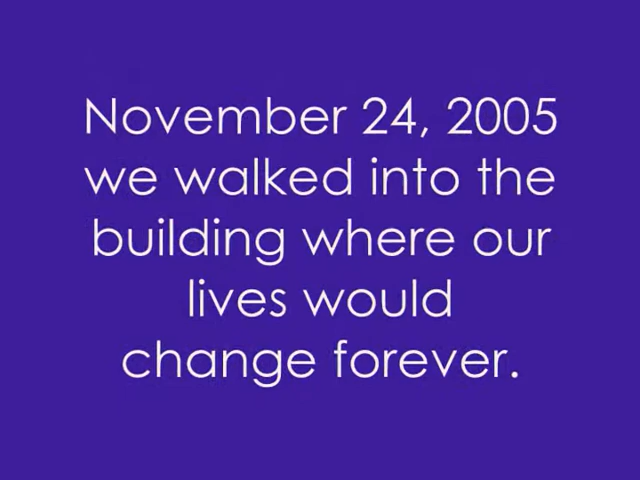 November 24, 2005
we walked into the
building where our
lives would
change forever.